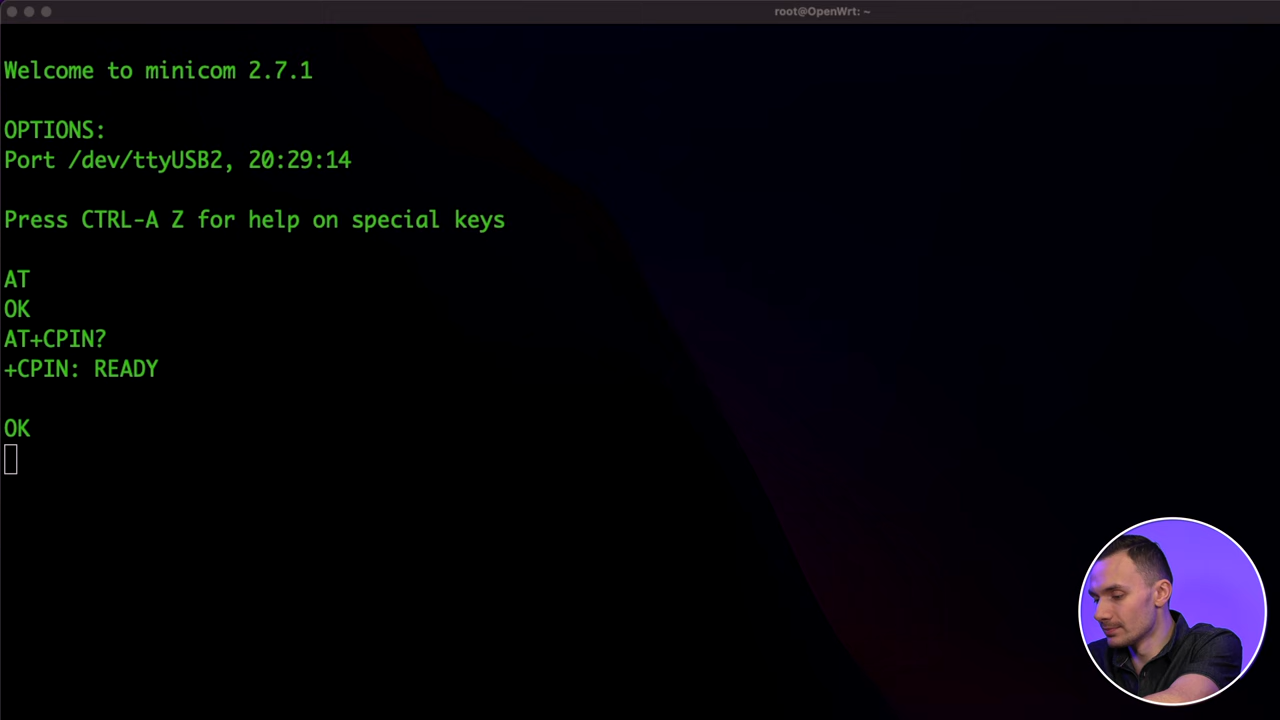 root@OpenWrt: ~
Welcome to minicom 2.7.1
OPTIONS:
Port /dev/ttyUSB2, 20:29:14
Press CTRL-A Z for help on special keys
AT
OK
AT+CPIN?
+CPIN: READY
OK